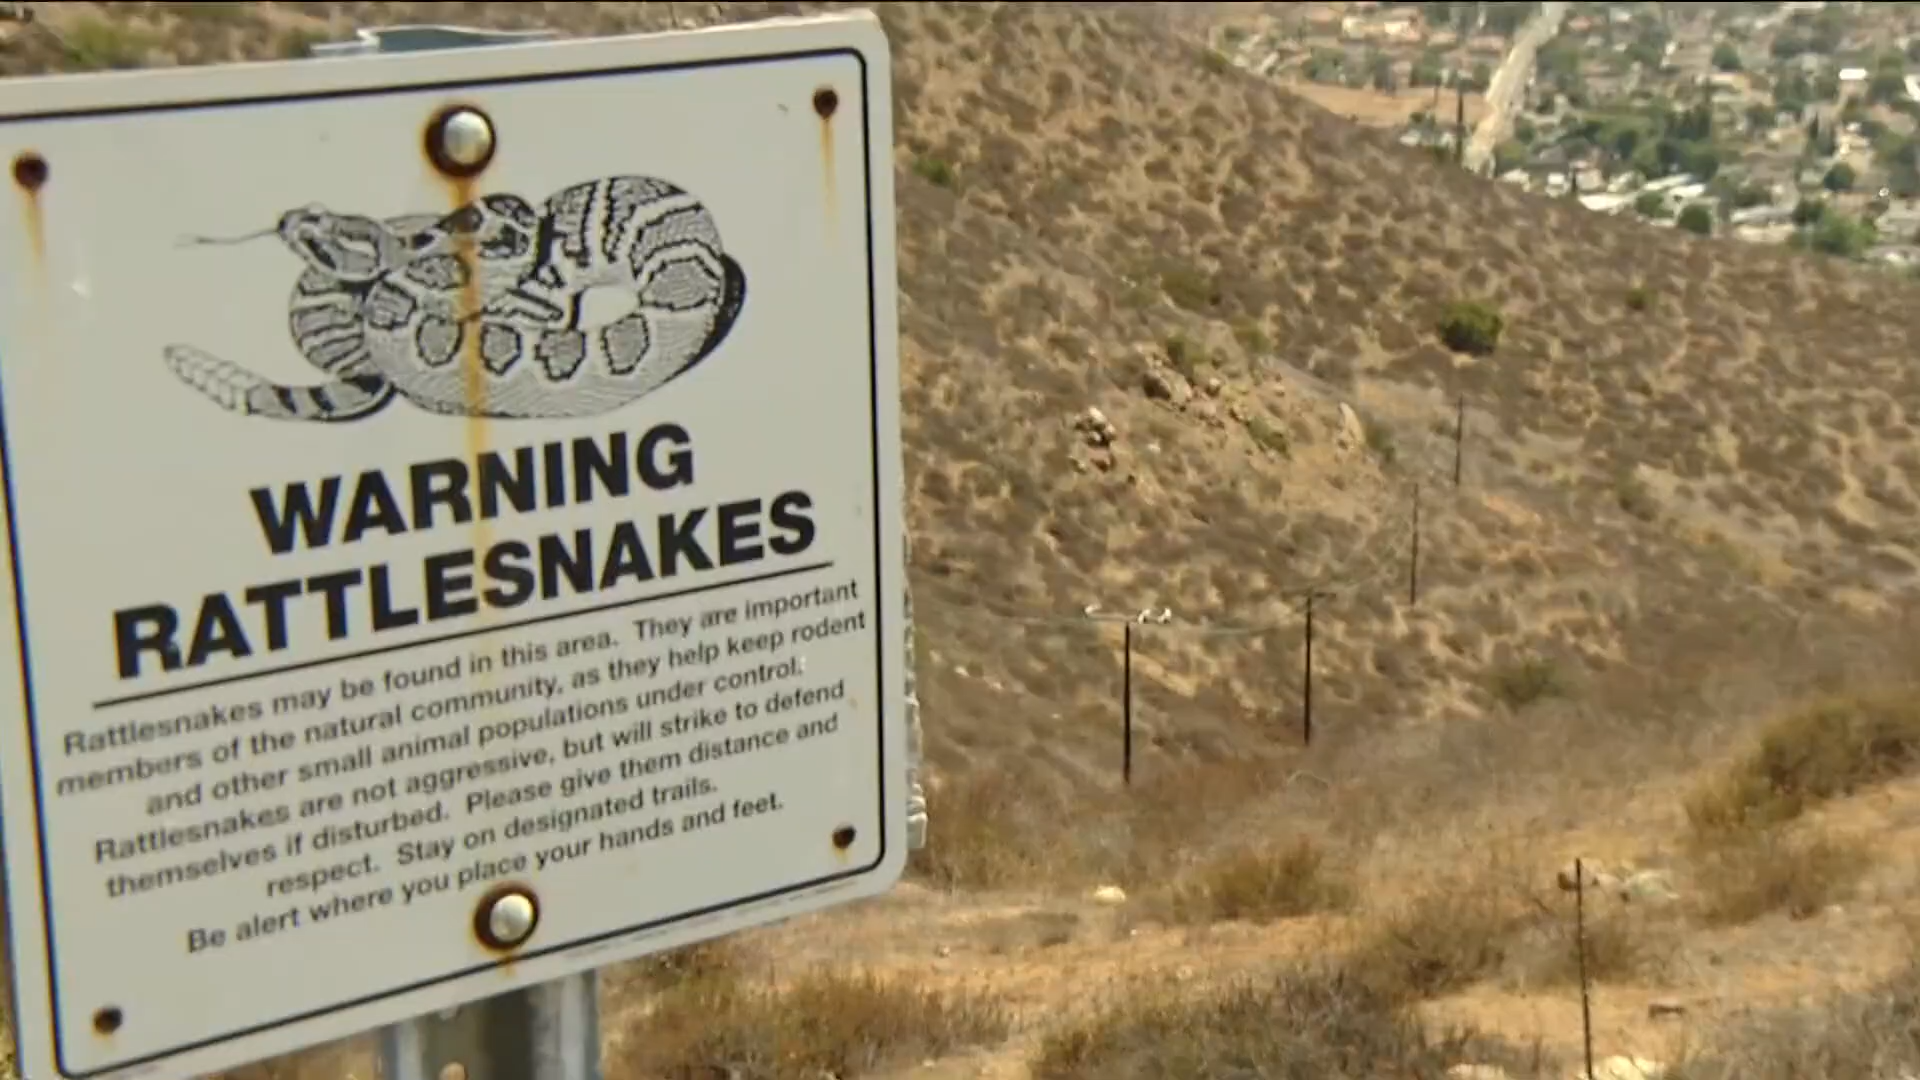 WARNING
RATTLESNAKES
Rattlesnakes may be found in this area. They are important
members of the natural community, as they help keep rodent
and other small animal populations under control.
Rattlesnakes are not aggressive, but will strike to defend
themselves if disturbed. Please give them distance and
respect. Stay on designated trails.
Be alert where you place your hands and feet.